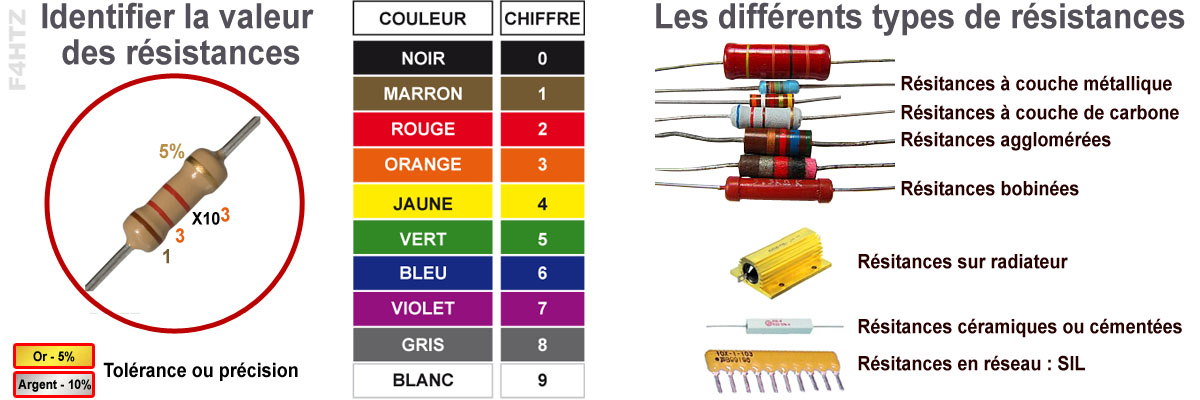 F4HTZ
Identifier la valeur
des résistances
5%
X10 3
3
1
Or - 5%
Argent - 10%
Tolérance ou précision
COULEUR CHIFFRE
NOIR 0
MARRON 1
ROUGE 2
ORANGE 3
JAUNE 4
VERT 5
BLEU 6
VIOLET 7
GRIS 8
BLANC 9
Les différents types de résistances
Résitances à couche métallique
Résitances à couche de carbone
Résitances agglomérées
Résitances bobinées
Résitances sur radiateur
Résitances céramiques ou cémentées
Résitances en réseau : SIL
10X-1-103